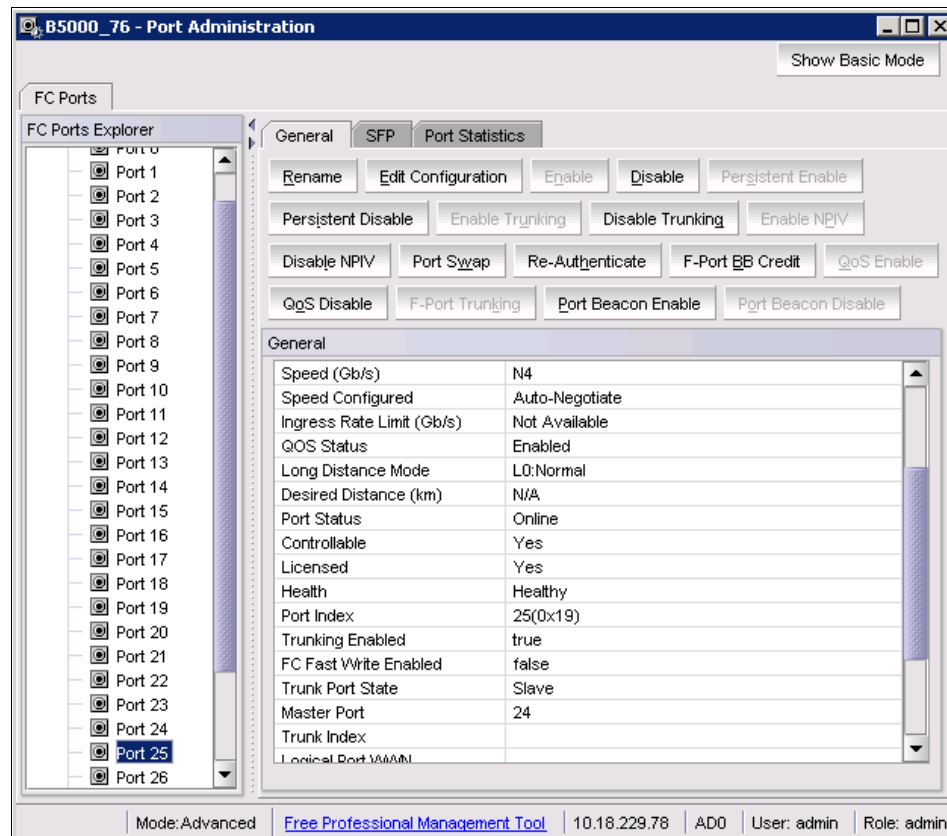 B5000_76 - Port Administration
Show Basic Mode
FC Ports
FC Ports Explorer
Port 0
Port 1
Port 2
Port 3
Port 4
Port 5
Port 6
Port 7
Port 8
Port 9
Port 10
Port 11
Port 12
Port 13
Port 14
Port 15
Port 16
Port 17
Port 18
Port 19
Port 20
Port 21
Port 22
Port 23
Port 24
Port 25
Port 26
General SFP Port Statistics
Rename Edit Configuration Enable Disable Persistent Enable
Persistent Disable Enable Trunking Disable Trunking Enable NPIV
Disable NPIV Port Swap Re-Authenticate F-Port BB Credit QoS Enable
QoS Disable F-Port Trunking Port Beacon Enable Port Beacon Disable
General
Speed (Gb/s) N4
Speed Configured Auto-Negotiate
Ingress Rate Limit (Gb/s) Not Available
QOS Status Enabled
Long Distance Mode L0:Normal
Desired Distance (km) N/A
Port Status Online
Controllable Yes
Licensed Yes
Health Healthy
Port Index 25(0x19)
Trunking Enabled true
FC Fast Write Enabled false
Trunk Port State Slave
Master Port 24
Trunk Index
Logical Port WWN
Mode:Advanced Free Professional Management Tool 10.18.229.78 AD0 User: admin Role: admin